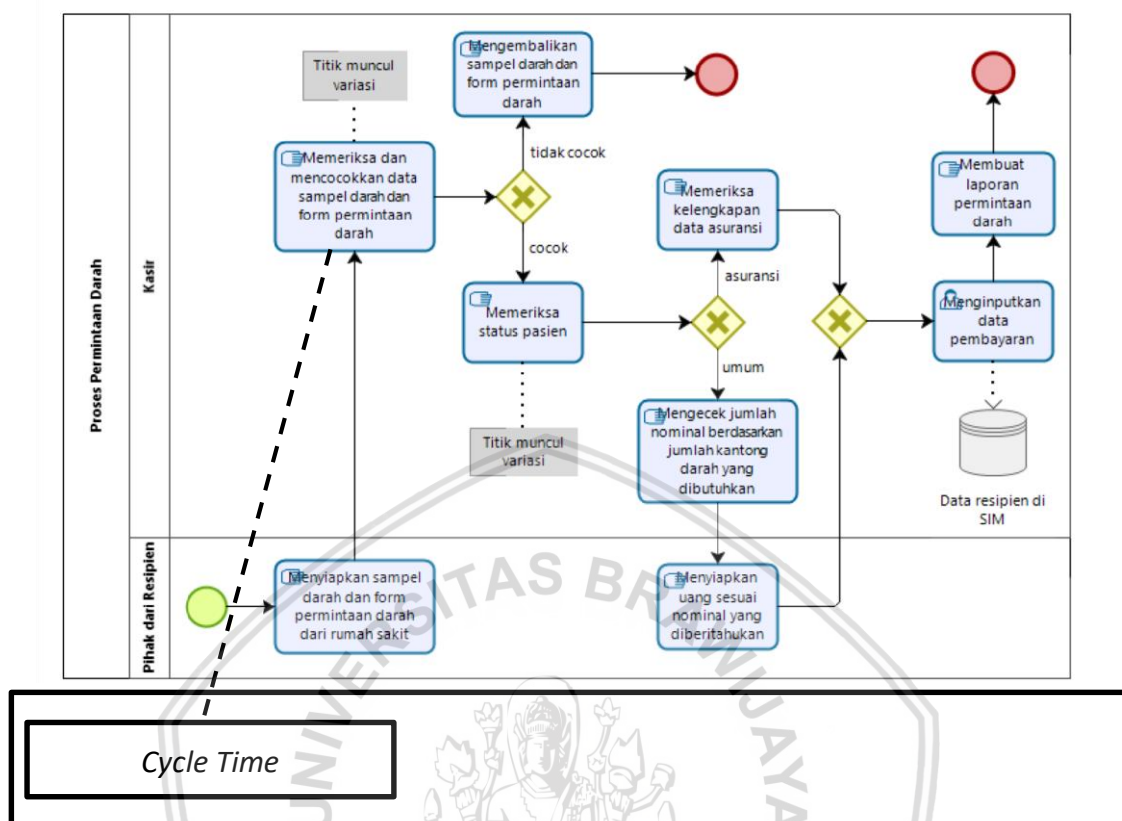 Proses Permintaan Darah
Kasir
Pihak dari Resipien
Titik muncul
variasi
Mengembalikan
sampel darah dan
form permintaan
darah
Memeriksa dan
mencocokkan data
sampel darah dan
form permintaan
darah
tidak cocok
cocok
Memeriksa
status pasien
Titik muncul
variasi
Memeriksa
kelengkapan
data asuransi
asuransi
umum
Mengecek jumlah
nominal berdasarkan
jumlah kantong
darah yang
dibutuhkan
Membuat
laporan
permintaan
darah
Menginputkan
data
pembayaran
Data resipien di
SIM
Menyiapkan sampel
darah dan form
permintaan darah
dari rumah sakit
Menyiapkan
uang sesuai
nominal yang
diberitahukan
UNIVERSITAS BRAWIJAYA
Cycle Time